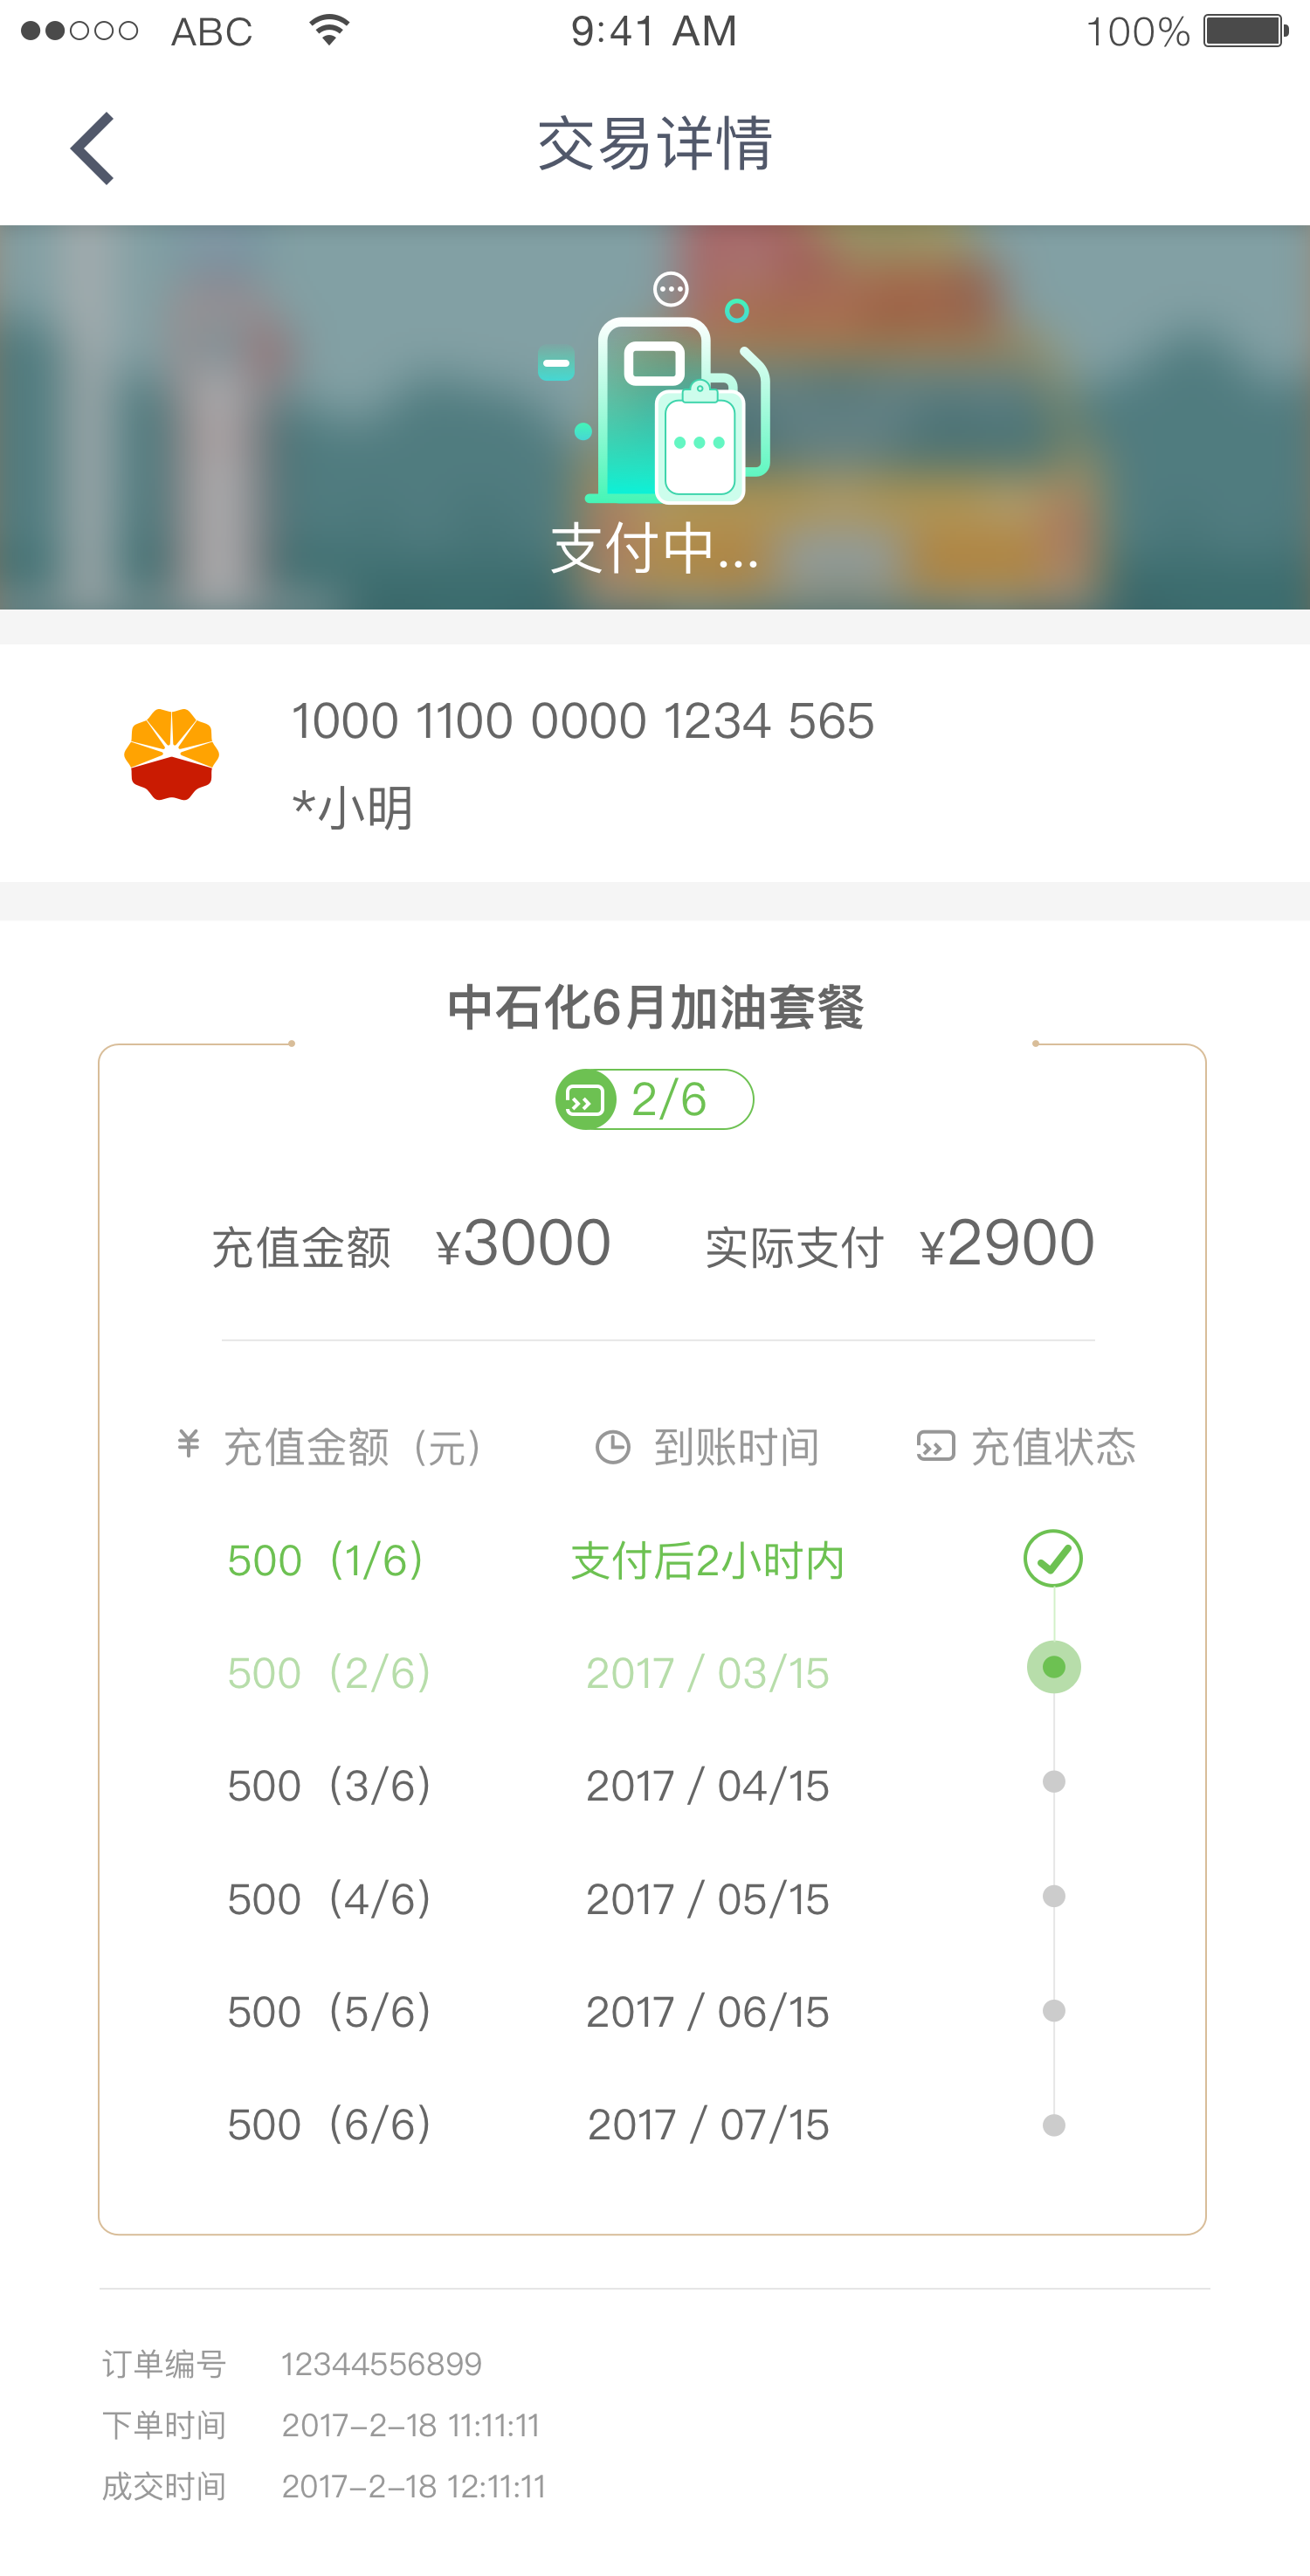 ABC 9:41 AM 100%
交易详情
支付中...
1000 1100 0000 1234 565
*小明
中石化6月加油套餐
2/6
充值金额 ¥3000 实际支付 ¥2900
¥ 充值金额（元） 到账时间 充值状态
500（1/6） 支付后2小时内
500（2/6） 2017 / 03/15
500（3/6） 2017 / 04/15
500（4/6） 2017 / 05/15
500（5/6） 2017 / 06/15
500（6/6） 2017 / 07/15
订单编号 12344556899
下单时间 2017-2-18 11:11:11
成交时间 2017-2-18 12:11:11